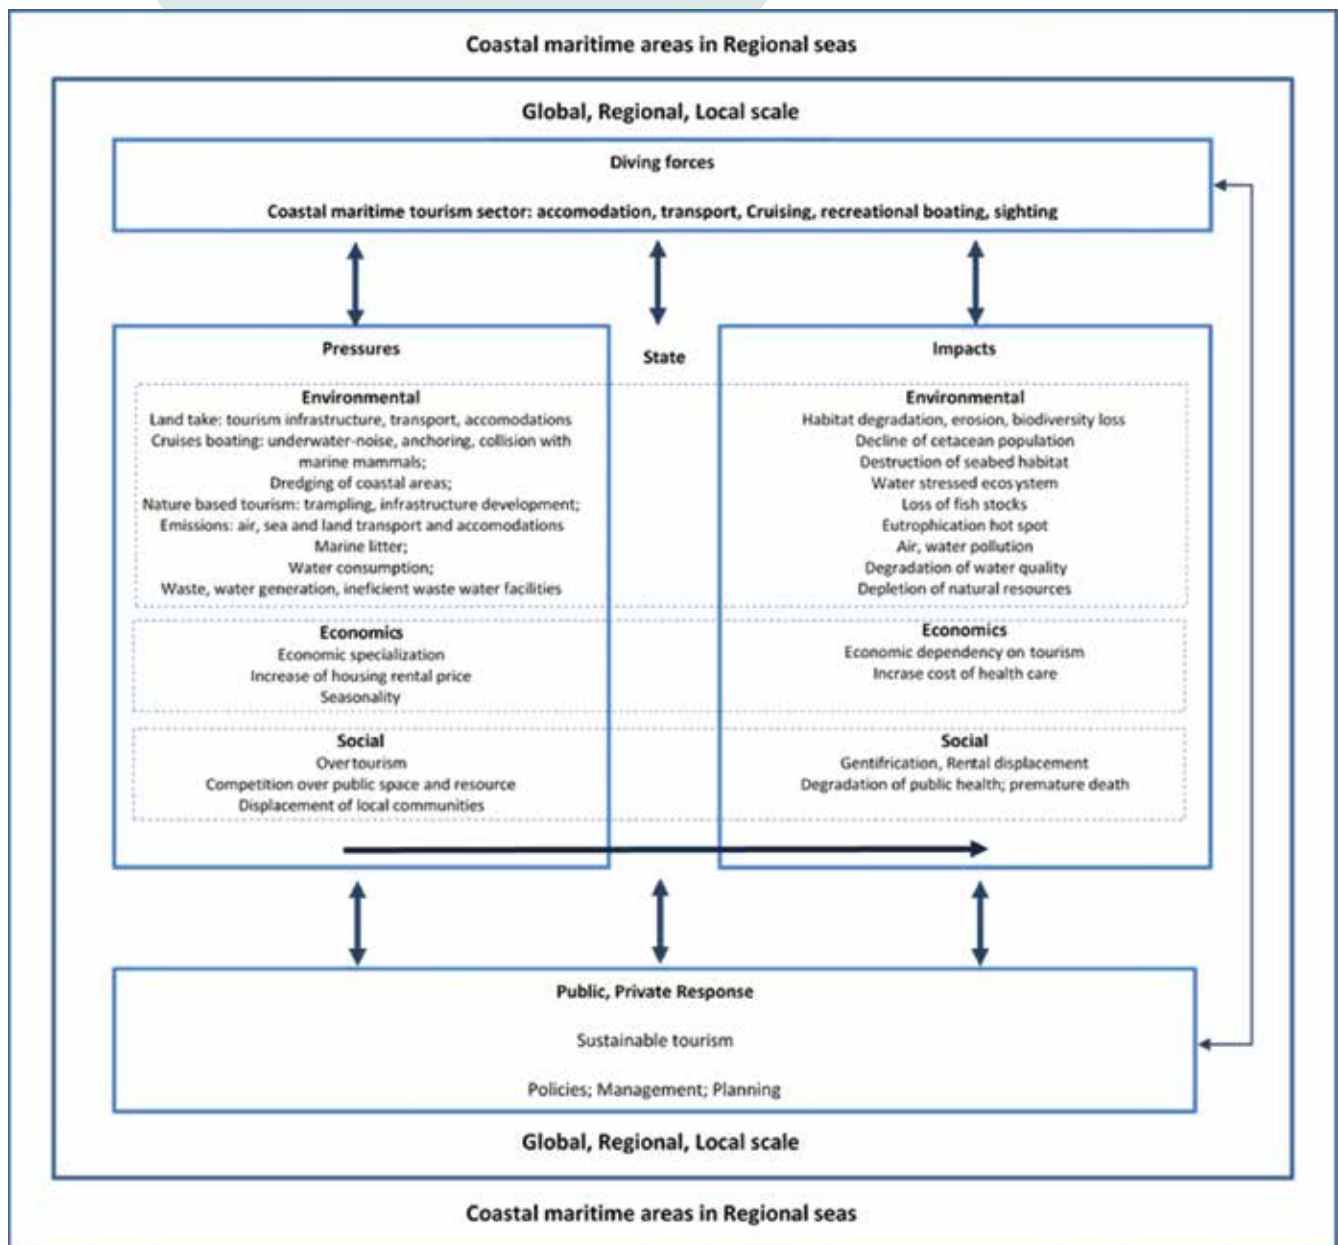 Coastal maritime areas in Regional seas
Global, Regional, Local scale
Diving forces
Coastal maritime tourism sector: accomodation, transport, Cruising, recreational boating, sighting
Pressures
Environmental
Land take: tourism infrastructure, transport, accomodations
Cruises boating: underwater-noise, anchoring, collision with
marine mammals;
Dredging of coastal areas;
Nature based tourism: trampling, infrastructure development;
Emissions: air, sea and land transport and accomodations
Marine litter;
Water consumption;
Waste, water generation, ineficient waste water facilities
Economics
Economic specialization
Increase of housing rental price
Seasonality
Social
Overtourism
Competition over public space and resource
Displacement of local communities
State
Impacts
Environmental
Habitat degradation, erosion, biodiversity loss
Decline of cetacean population
Destruction of seabed habitat
Water stressed ecosystem
Loss of fish stocks
Eutrophication hot spot
Air, water pollution
Degradation of water quality
Depletion of natural resources
Economics
Economic dependency on tourism
Incrase cost of health care
Social
Gentifrication, Rental displacement
Degradation of public health; premature death
Public, Private Response
Sustainable tourism
Policies; Management; Planning
Global, Regional, Local scale
Coastal maritime areas in Regional seas